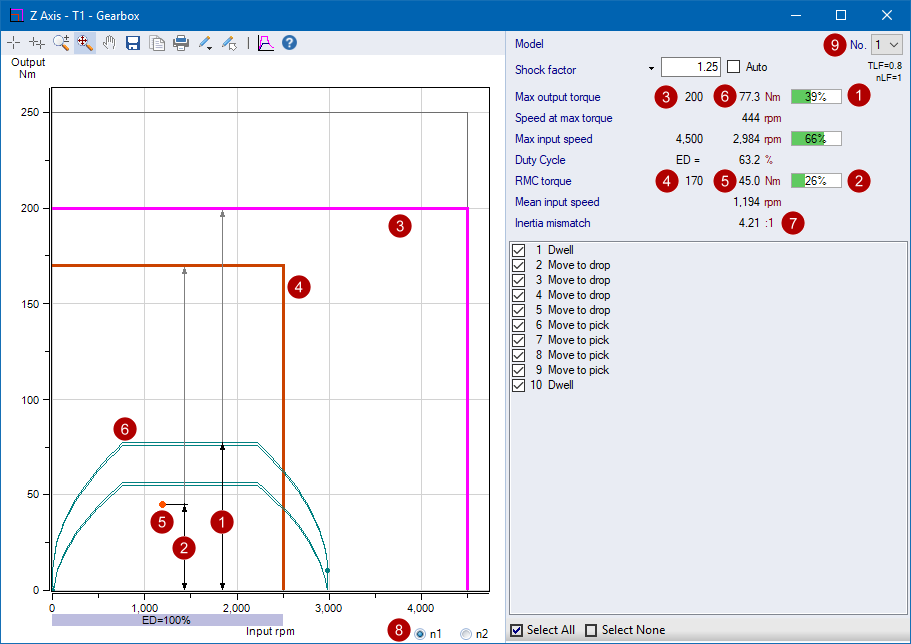 Z Axis - T1 - Gearbox
Output
Nm
250
200
150
100
50
0
0 1,000 2,000 3,000 4,000
ED=100%
Input rpm
3
4
6
5
1
2
8 n1 n2
Model 9 No. 1
Shock factor 1.25 Auto TLF=0.8
nLF=1
Max output torque 3 200 6 77.3 Nm 39% 1
Speed at max torque 444 rpm
Max input speed 4,500 2,984 rpm 66%
Duty Cycle ED = 63.2 %
RMC torque 4 170 5 45.0 Nm 26% 2
Mean input speed 1,194 rpm
Inertia mismatch 4.21 :1 7
1 Dwell
2 Move to drop
3 Move to drop
4 Move to drop
5 Move to drop
6 Move to pick
7 Move to pick
8 Move to pick
9 Move to pick
10 Dwell
Select All Select None